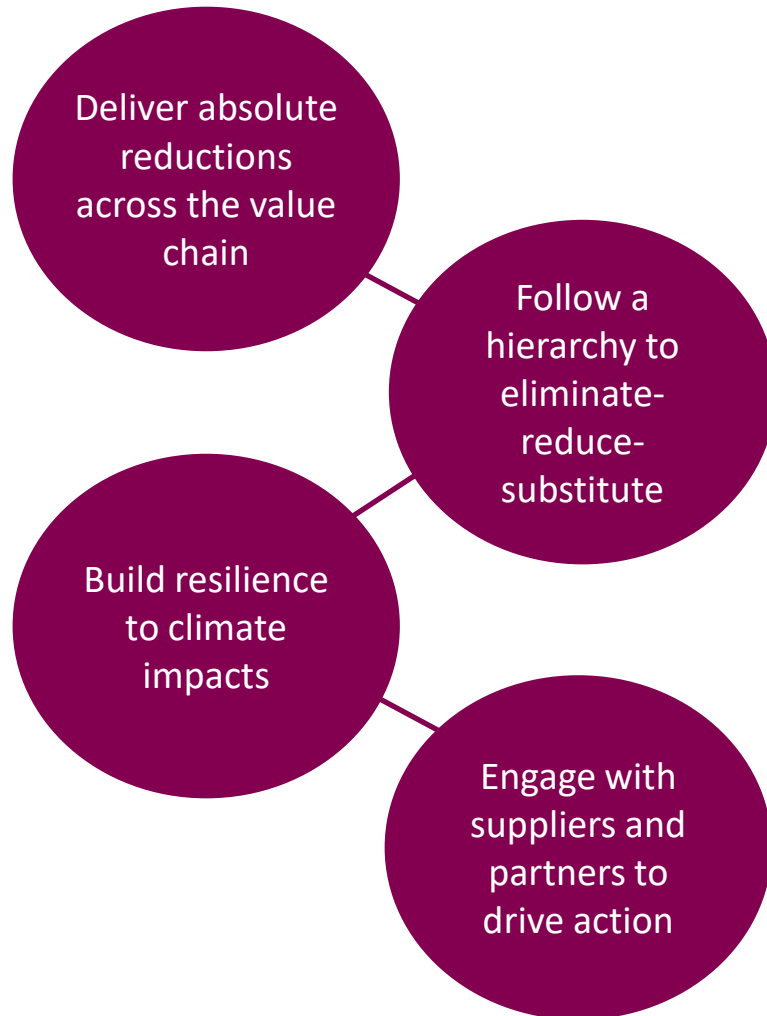 Deliver absolute
reductions
across the value
chain
Follow a
hierarchy to
eliminate-
reduce-
substitute
Build resilience
to climate
impacts
Engage with
suppliers and
partners to
drive action